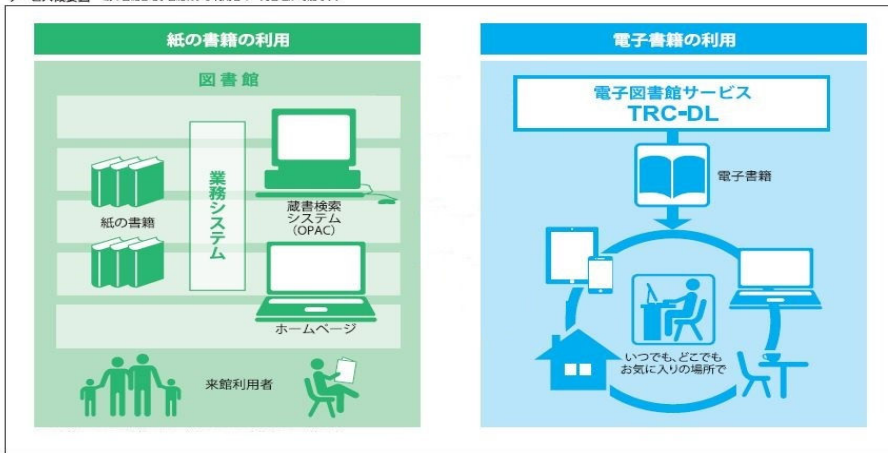 紙の書籍の利用
図書館
業務システム
紙の書籍
蔵書検索
システム
(OPAC)
ホームページ
来館利用者
電子書籍の利用
電子図書館サービス
TRC-DL
電子書籍
いつでも、どこでも
お気に入りの場所で